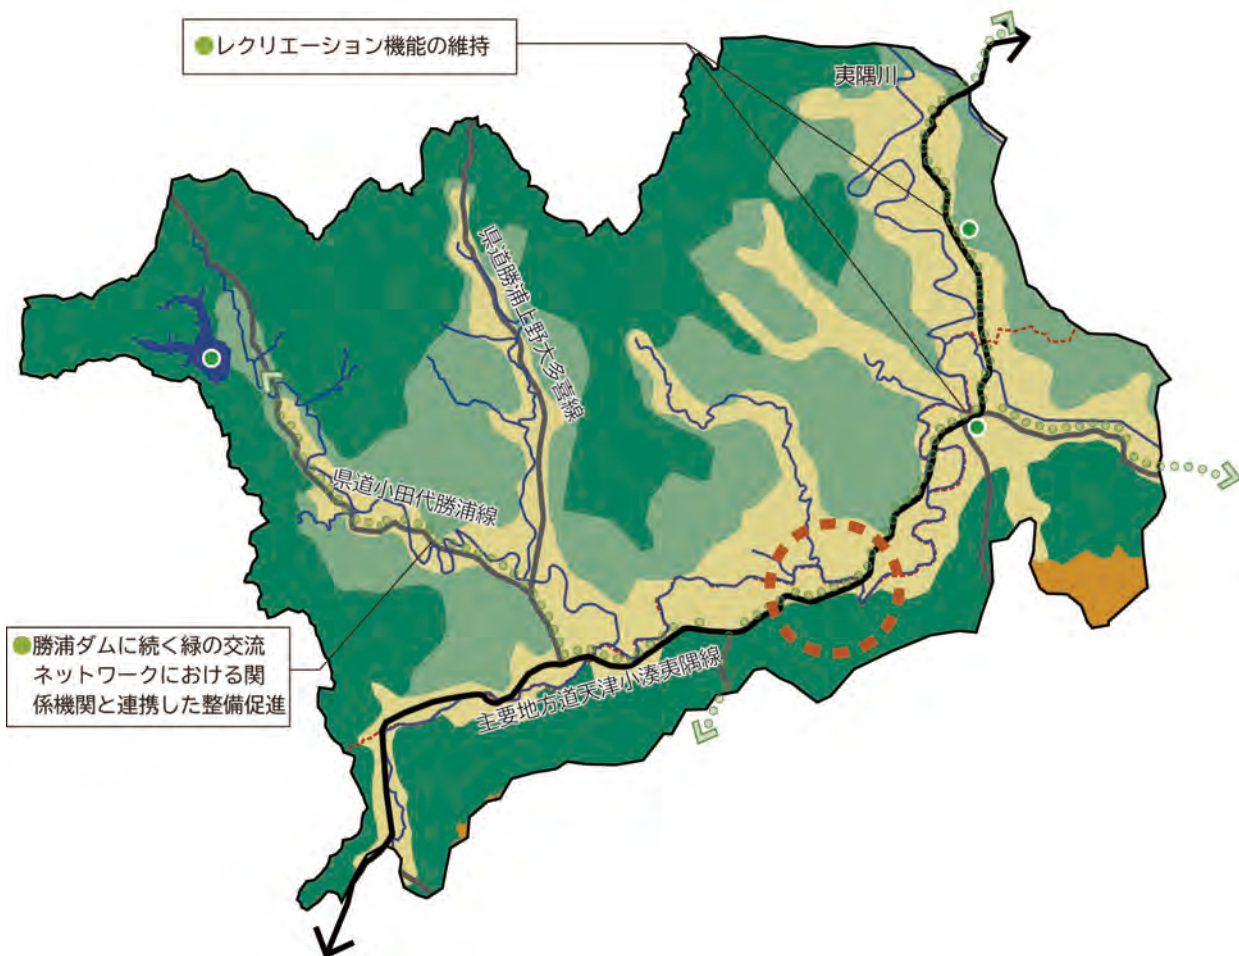 レクリエーション機能の維持
夷隅川
県道勝浦上野大多喜線
県道小田代勝浦線
勝浦ダムに続く緑の交流
ネットワークにおける関
係機関と連携した整備促進
主要地方道天津小湊夷隅線